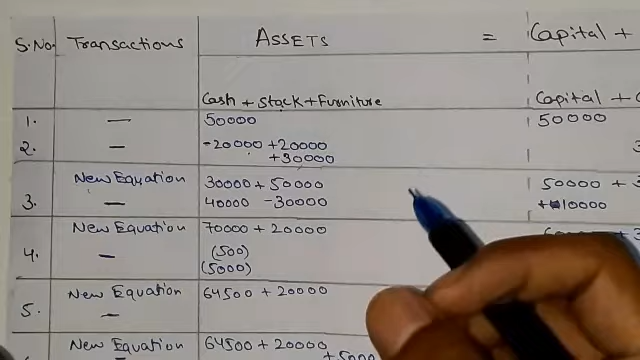 S.No. Transactions ASSETS = Capital +
Cash + Stock + Furniture Capital +
1. — 50000 50000
2. — -20000 +20000
+30000
New Equation 30000 + 50000 50000 +
3. — 40000 -30000 +10000
New Equation 70000 + 20000
4. — (500)
(5000)
New Equation 64500 + 20000
5. —
New Equation 64500 + 20000
+5000